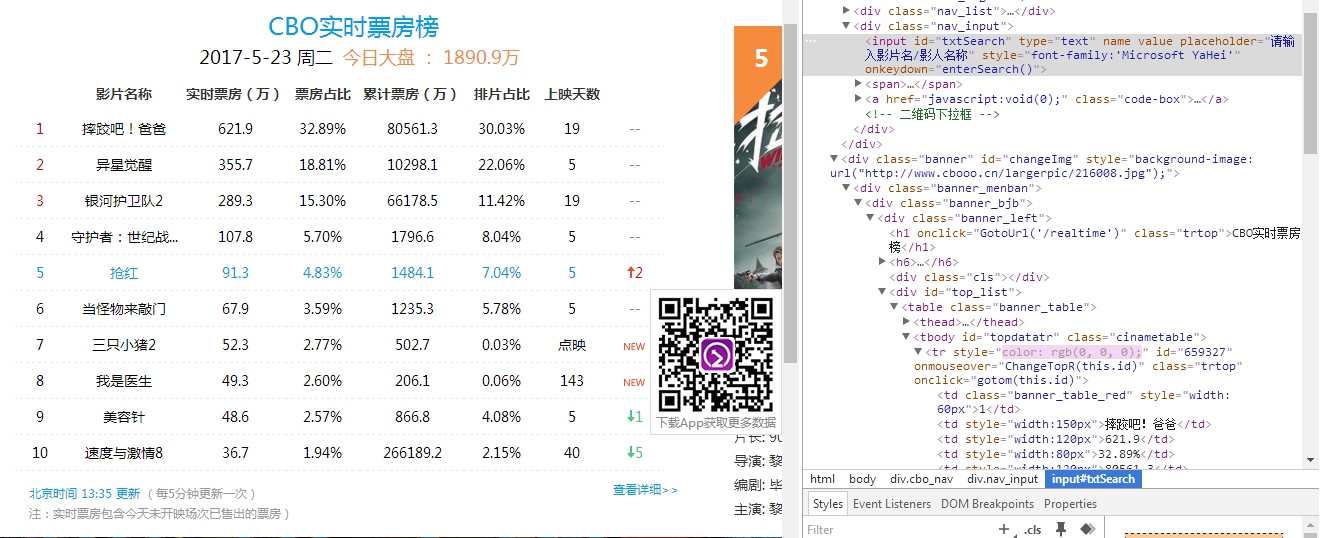 CBO实时票房榜
2017-5-23 周二 今日大盘 ： 1890.9万
影片名称 实时票房（万） 票房占比 累计票房（万） 排片占比 上映天数
1 摔跤吧！爸爸 621.9 32.89% 80561.3 30.03% 19 --
2 异星觉醒 355.7 18.81% 10298.1 22.06% 5 --
3 银河护卫队2 289.3 15.30% 66178.5 11.42% 19 --
4 守护者：世纪战... 107.8 5.70% 1796.6 8.04% 5 --
5 抢红 91.3 4.83% 1484.1 7.04% 5 ↑2
6 当怪物来敲门 67.9 3.59% 1235.3 5.78% 5 --
7 三只小猪2 52.3 2.77% 502.7 0.03% 点映 NEW
8 我是医生 49.3 2.60% 206.1 0.06% 143 NEW
9 美容针 48.6 2.57% 866.8 4.08% 5 ↓1
10 速度与激情8 36.7 1.94% 266189.2 2.15% 40 ↓5
北京时间 13:35 更新 （ 每5分钟更新一次 ）
查看详细> >
注：实时票房包含今天未开映场次已售出的票房 ）
5
下载App获取更多数据
片长: 90
导演: 黎
编剧: 毕
主演: 黎
▶<div class="nav_list">…</div>
▼<div class="nav_input">
<input id="txtSearch" type="text" name value placeholder="请输
入影片名/影人名称" style="font-family:'Microsoft YaHei'"
onkeydown="enterSearch()">
▶<span>…</span>
▶<a href="javascript:void(0);" class="code-box">…</a>
<!-- 二维码下拉框 -->
</div>
</div>
▼<div class="banner" id="changeImg" style="background-image:
url("http://www.cbooo.cn/largerpic/216008.jpg");">
▼<div class="banner_menban">
▼<div class="banner_bjb">
▼<div class="banner_left">
<h1 onclick="GotoUrl('/realtime')" class="trtop">CBO实时票房
榜</h1>
▶<h6>…</h6>
<div class="cls"></div>
▼<div id="top_list">
▼<table class="banner_table">
▶<thead>…</thead>
▼<tbody id="topdatatr" class="cinametable">
▼<tr style="color: rgb(0, 0, 0);" id="659327"
onmouseover="ChangeTopR(this.id)" class="trtop"
onclick="gotom(this.id)">
<td class="banner_table_red" style="width:
60px">1</td>
<td style="width:150px">摔跤吧！爸爸</td>
<td style="width:120px">621.9</td>
<td style="width:80px">32.89%</td>
<td style="width:120px">80561.3</td>
html body div.cbo_nav div.nav_input input#txtSearch
Styles Event Listeners DOM Breakpoints Properties
Filter + .cls